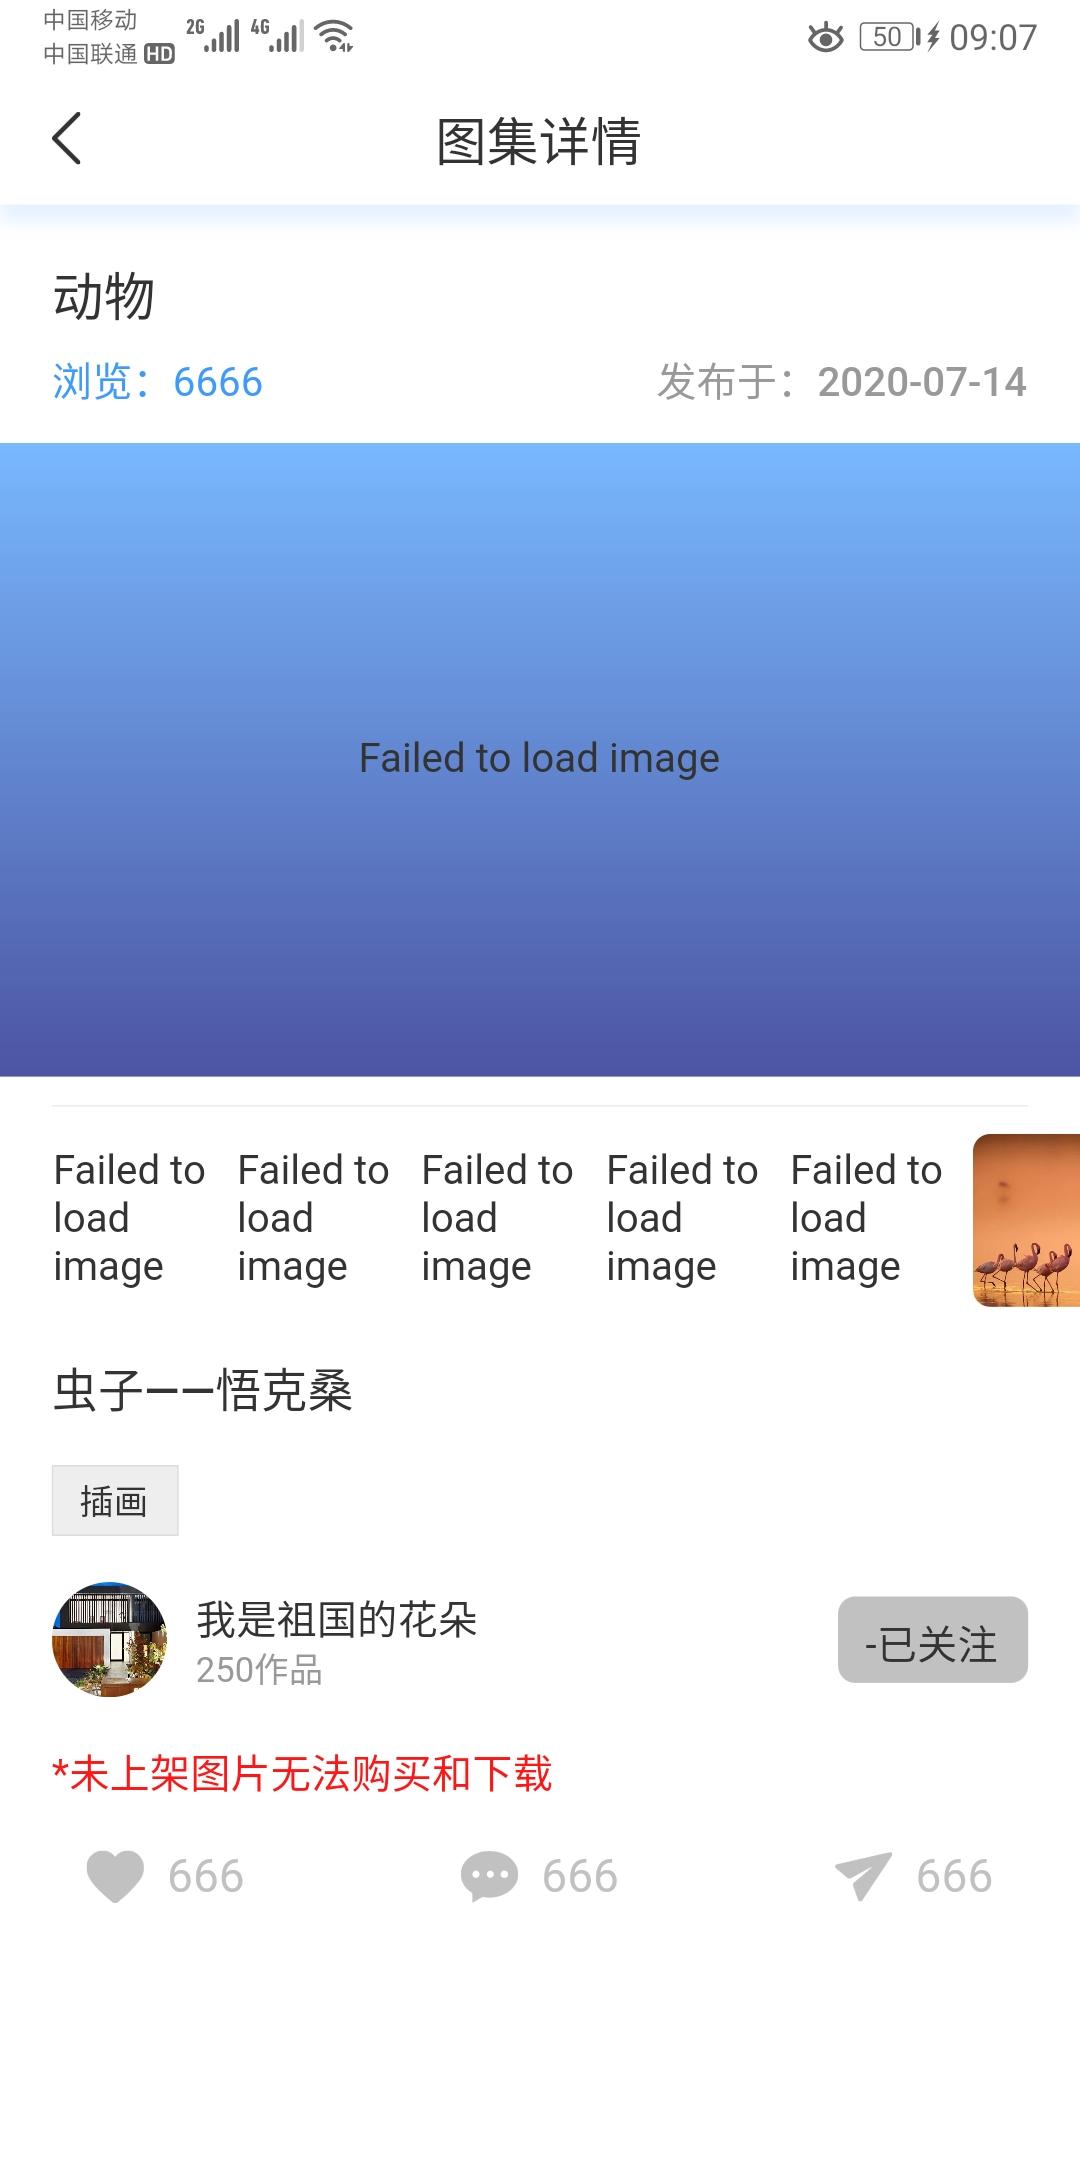 中国移动
中国联通 HD
2G 4G 50 09:07
图集详情
动物
浏览：6666 发布于：2020-07-14
Failed to load image
Failed to Failed to Failed to Failed to Failed to
load load load load load
image image image image image
虫子——悟克桑
插画
我是祖国的花朵
250作品
-已关注
*未上架图片无法购买和下载
666 666 666